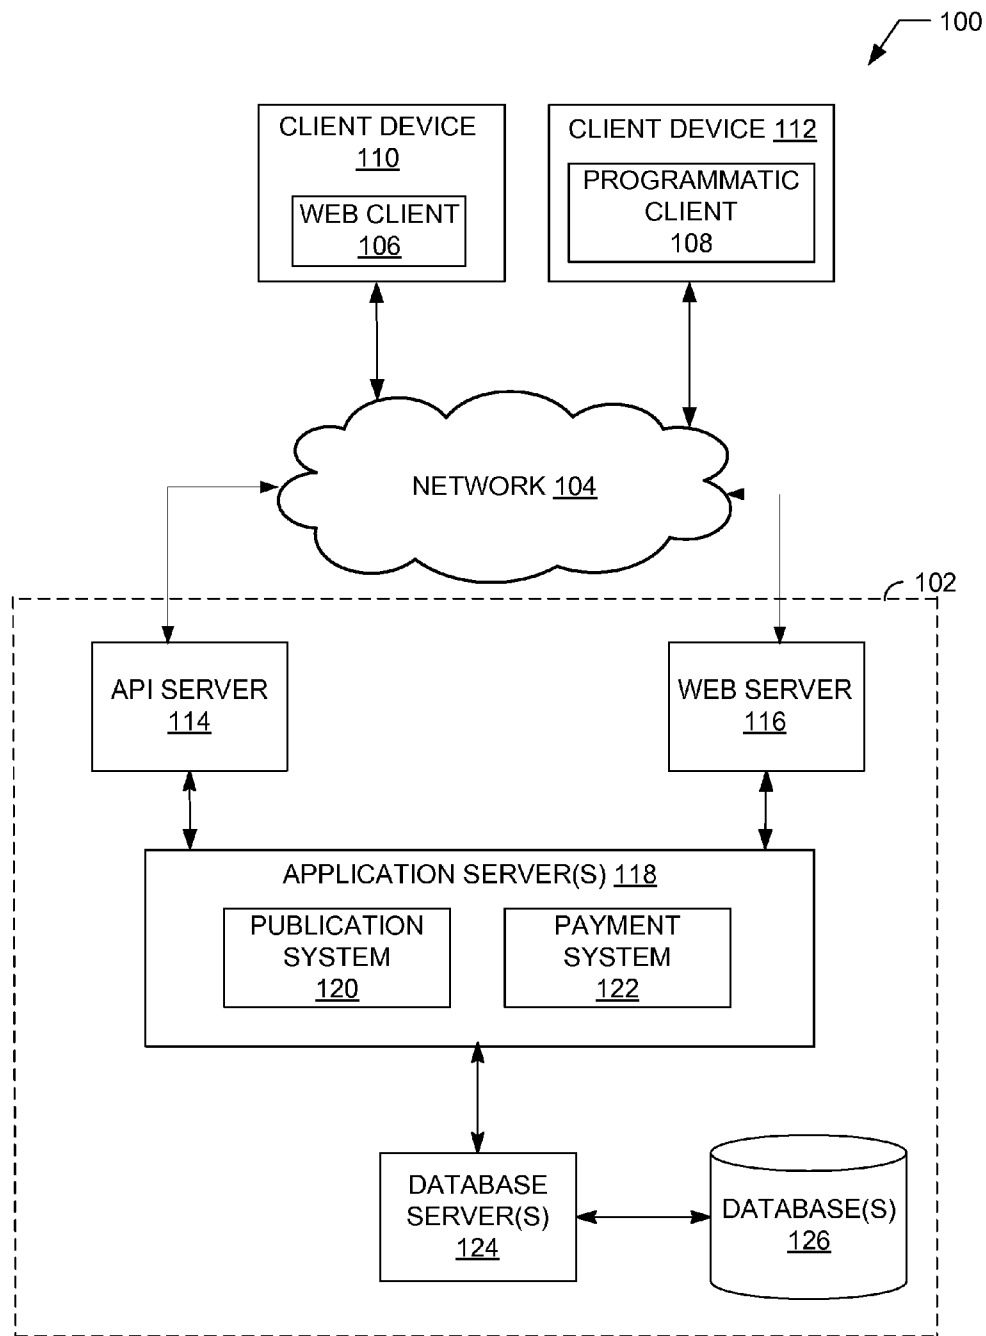 100
CLIENT DEVICE
110
WEB CLIENT
106
CLIENT DEVICE 112
PROGRAMMATIC
CLIENT
108
NETWORK 104
102
API SERVER
114
WEB SERVER
116
APPLICATION SERVER(S) 118
PUBLICATION
SYSTEM
120
PAYMENT
SYSTEM
122
DATABASE
SERVER(S)
124
DATABASE(S)
126